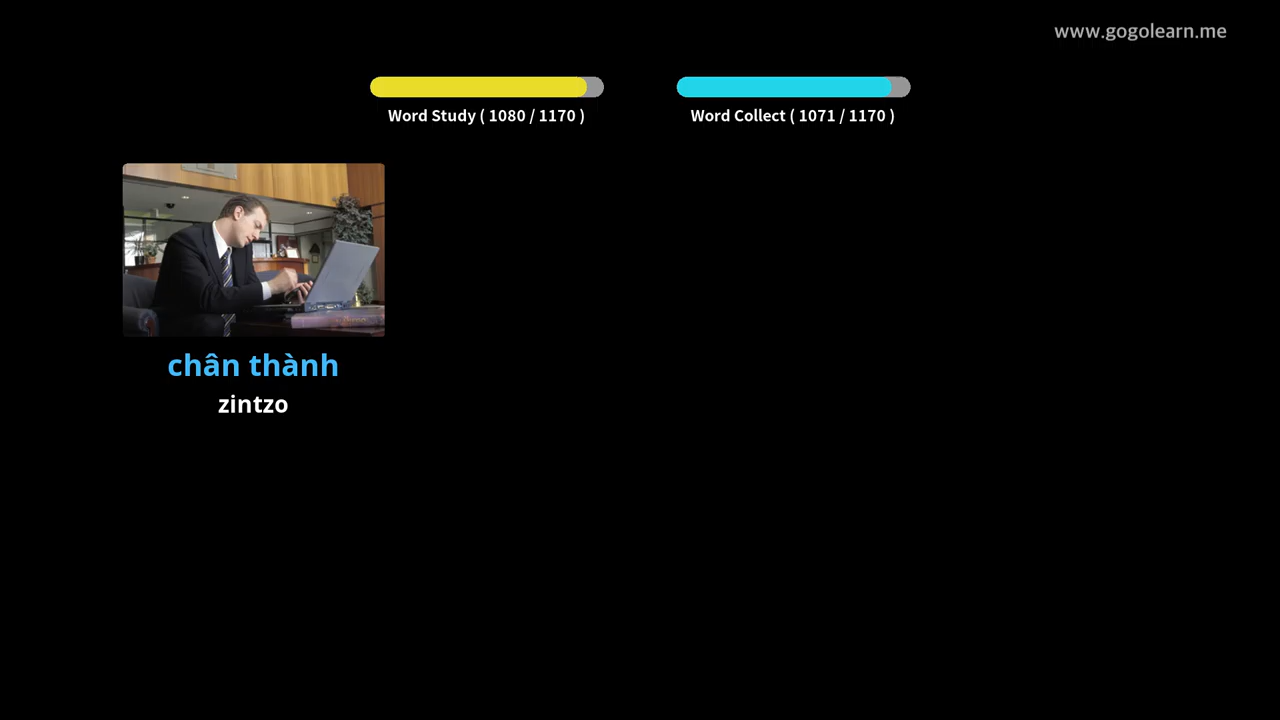 www.gogolearn.me
Word Study ( 1080 / 1170 )
Word Collect ( 1071 / 1170 )
chân thành
zintzo